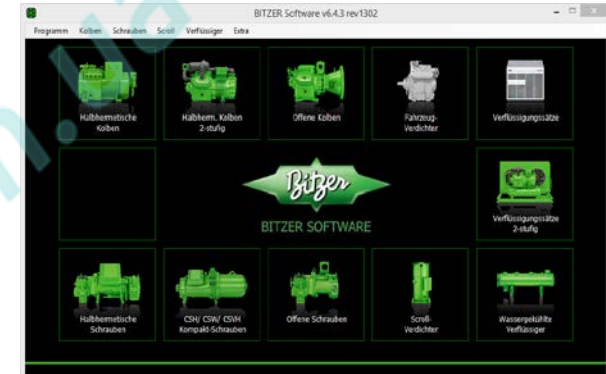 BITZER Software v6.4.3 rev1302
Programm Kolben Schrauben Scroll Verflüssiger Extra
Halbhermetische
Kolben
Halbherm. Kolben
2-stufig
Offene Kolben
Fahrzeug-
Verdichter
Verflüssigungssätze
Bitzer
BITZER SOFTWARE
Verflüssigungssätze
2-stufig
Halbhermetische
Schrauben
CSH/ CSW/ CSVH
Kompakt-Schrauben
Offene Schrauben
Scroll-
Verdichter
Wassergekühlte
Verflüssiger